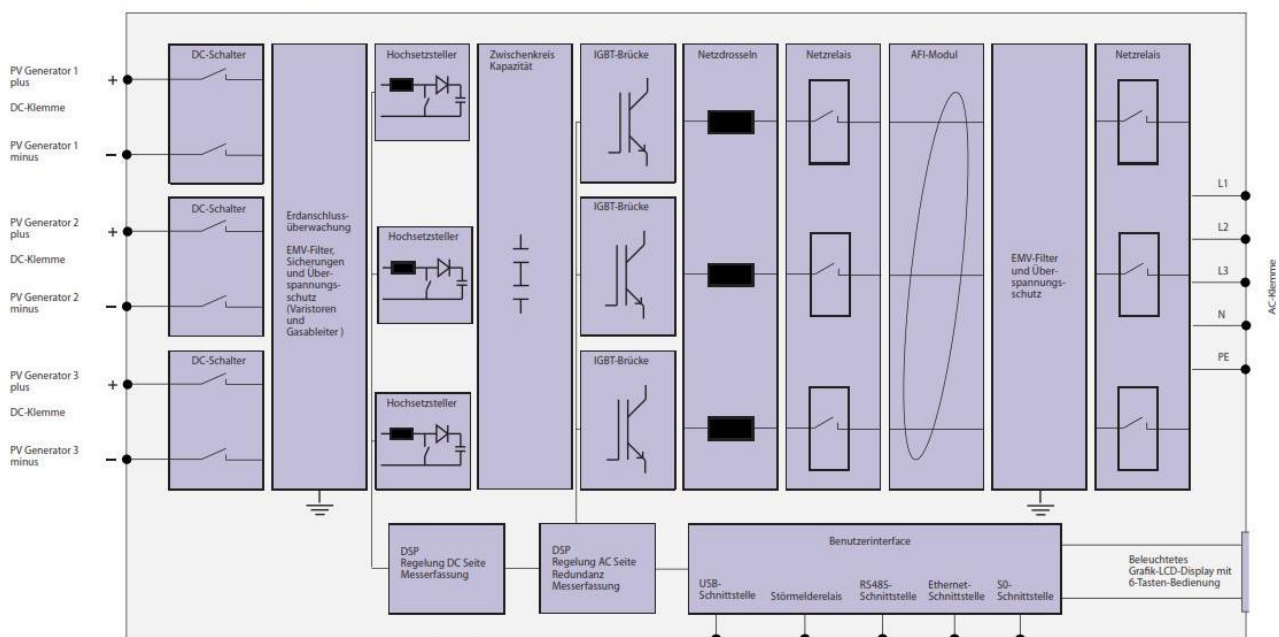 DC-Schalter
Hochsetzsteller
Zwischenkreis
Kapazität
IGBT-Brücke
Netzdrosseln
Netzrelais
AFI-Modul
Netzrelais
PV Generator 1
plus
+
DC-Klemme
PV Generator 1
minus
–
DC-Schalter
PV Generator 2
plus
+
DC-Klemme
PV Generator 2
minus
–
Erdanschluss-
überwachung
EMV-Filter,
Sicherungen
und Über-
spannungs-
schutz
(Varistoren
und
Gasableiter )
Hochsetzsteller
IGBT-Brücke
EMV-Filter
und Über-
spannungs-
schutz
L1
L2
L3
N
PE
AC-Klemme
DC-Schalter
PV Generator 3
plus
+
DC-Klemme
PV Generator 3
minus
–
Hochsetzsteller
IGBT-Brücke
DSP
Regelung DC Seite
Messerfassung
DSP
Regelung AC Seite
Redundanz
Messerfassung
Benutzerinterface
USB-
Schnittstelle
Störmelderelais
RS485-
Schnittstelle
Ethernet-
Schnittstelle
S0-
Schnittstelle
Beleuchtetes
Grafik-LCD-Display mit
6-Tasten-Bedienung